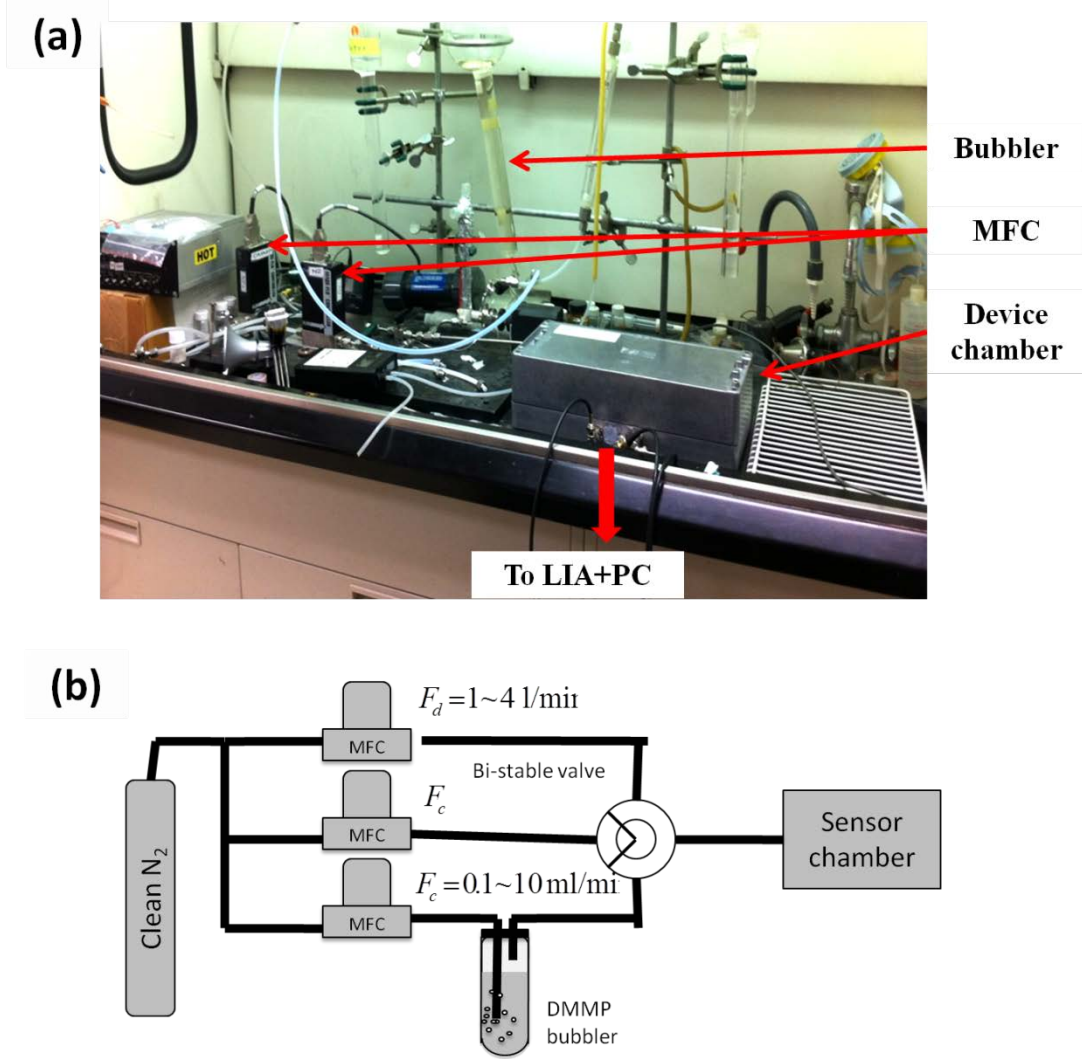 (a)
HOT
Bubbler
MFC
Device
chamber
To LIA+PC
(b)
F_d = 1~4 l/min
MFC
Bi-stable valve
F_c
MFC
Sensor
chamber
F_c = 0.1~10 ml/mi
MFC
Clean N₂
DMMP
bubbler